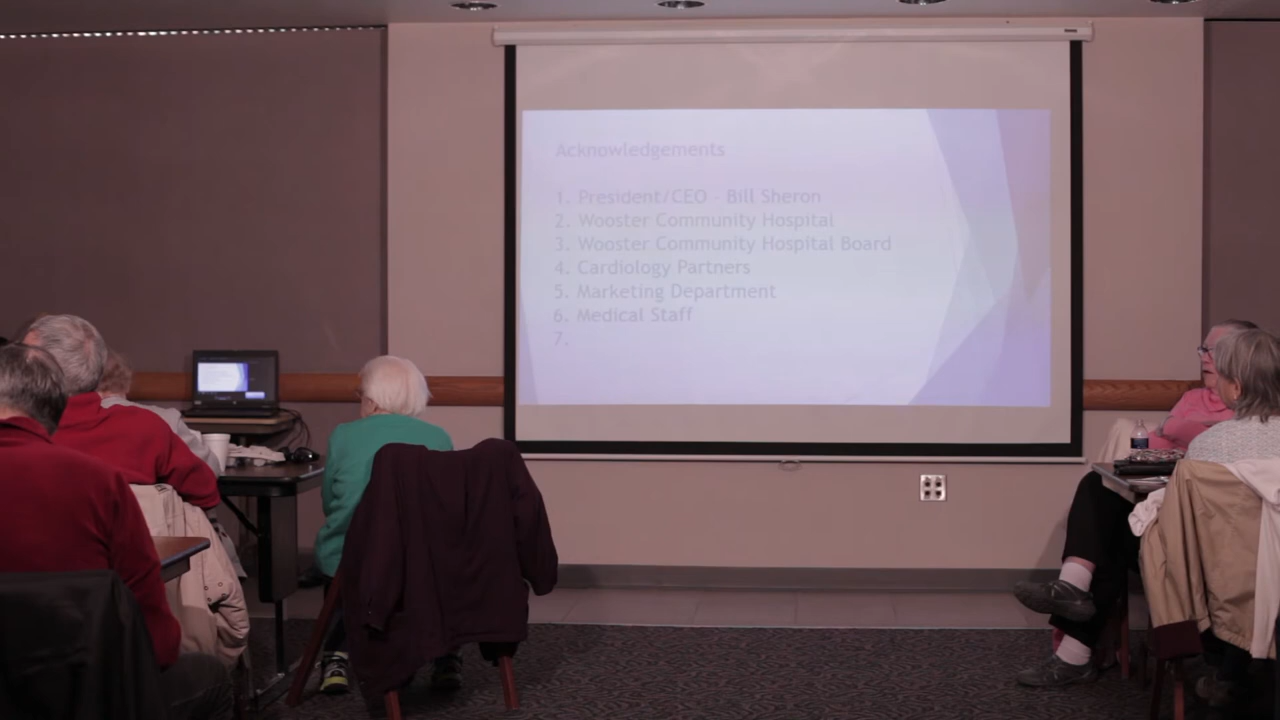 Acknowledgements
1. President/CEO - Bill Sheron
2. Wooster Community Hospital
3. Wooster Community Hospital Board
4. Cardiology Partners
5. Marketing Department
6. Medical Staff
7.